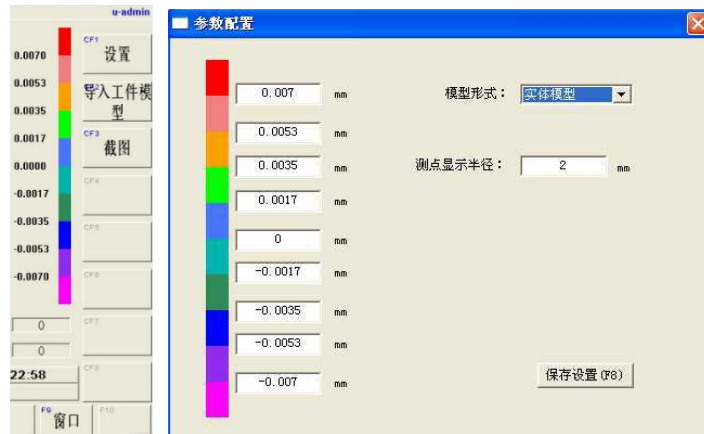 u-admin
0.0070
0.0053
0.0035
0.0017
0.0000
-0.0017
-0.0035
-0.0053
-0.0070
CF1
设置
导入工件模
型
CF3
截图
CF4
CF5
CF6
CF7
CF8
0
0
22:58
F9
窗口
F10
参数配置
0.007 mm
0.0053 mm
0.0035 mm
0.0017 mm
0 mm
-0.0017 mm
-0.0035 mm
-0.0053 mm
-0.007 mm
模型形式： 实体模型
测点显示半径： 2 mm
保存设置(F8)